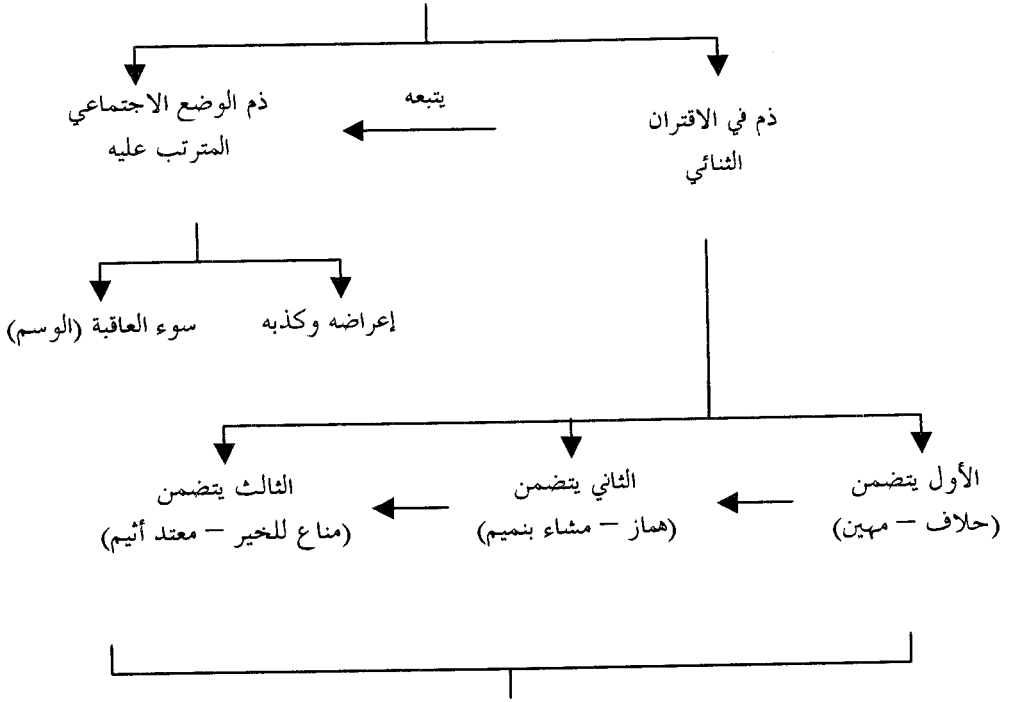 ذم في الاقتران
الثنائي
يتبعه
ذم الوضع الاجتماعي
المترتب عليه
إعراضه وكذبه
سوء العاقبة (الوسم)
الأول يتضمن
(حلاف – مهين)
الثاني يتضمن
(هماز – مشاء بنميم)
الثالث يتضمن
(مناع للخير – معتد أثيم)